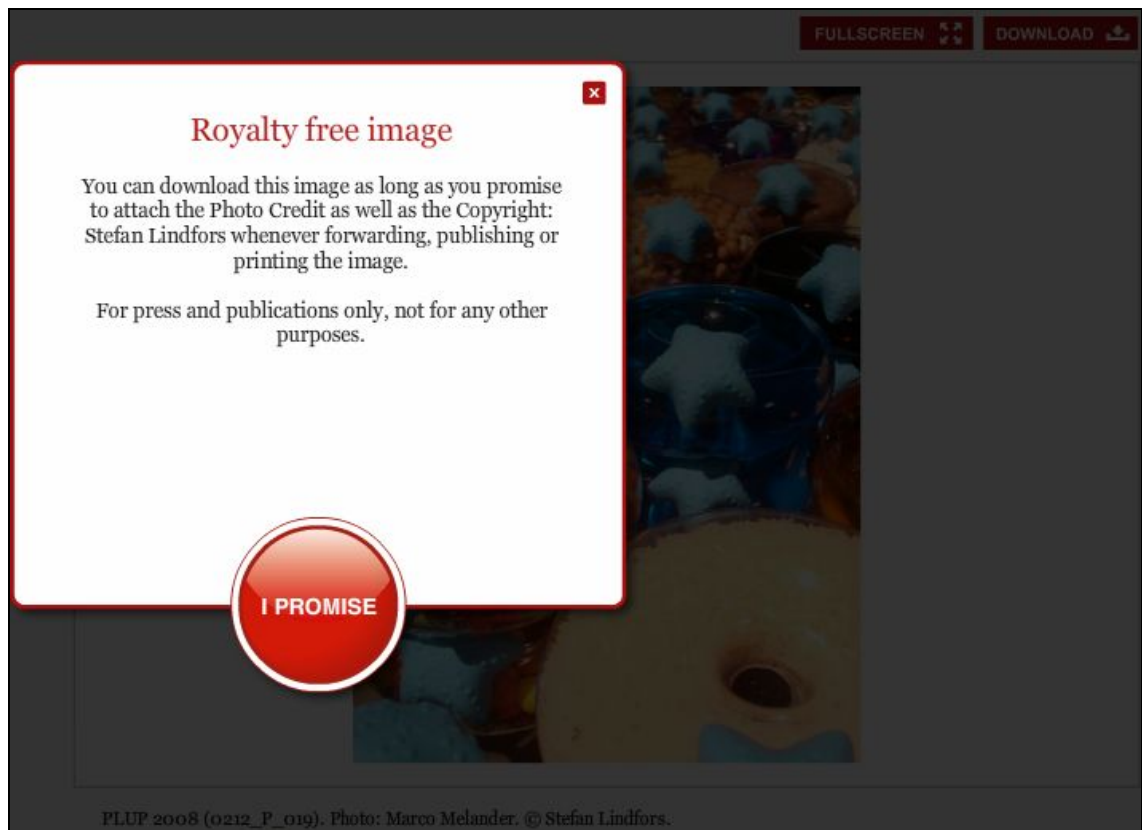 FULLSCREEN
DOWNLOAD
x
Royalty free image
You can download this image as long as you promise
to attach the Photo Credit as well as the Copyright:
Stefan Lindfors whenever forwarding, publishing or
printing the image.
For press and publications only, not for any other
purposes.
I PROMISE
PLUP 2008 (0212_P_019). Photo: Marco Melander. © Stefan Lindfors.